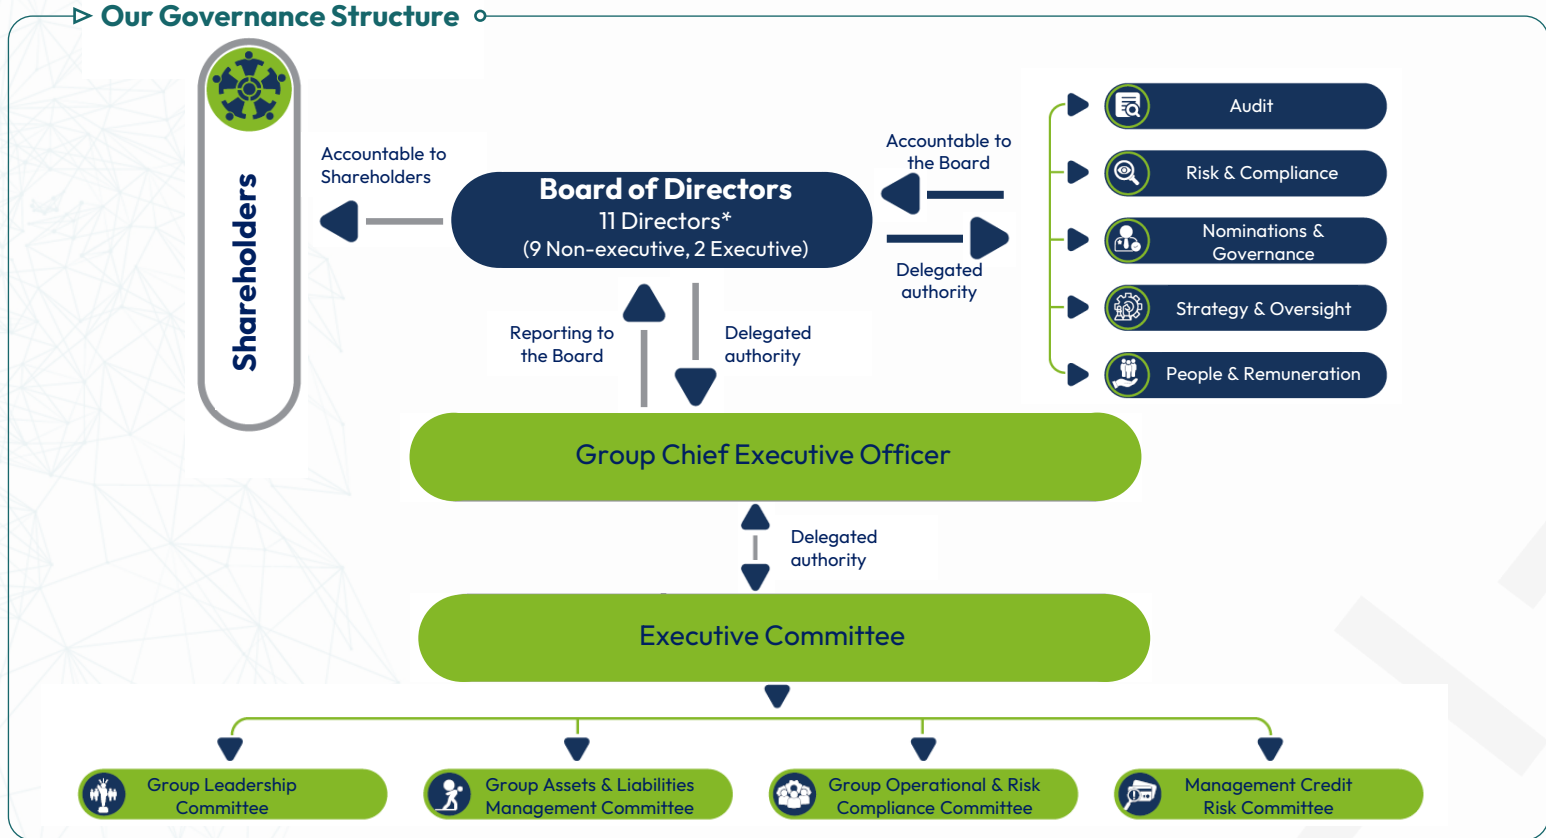 Our Governance Structure
Shareholders
Accountable to
Shareholders
Board of Directors
11 Directors*
(9 Non-executive, 2 Executive)
Accountable to
the Board
Delegated
authority
Audit
Risk & Compliance
Nominations &
Governance
Strategy & Oversight
People & Remuneration
Reporting to
the Board
Delegated
authority
Group Chief Executive Officer
Delegated
authority
Executive Committee
Group Leadership
Committee
Group Assets & Liabilities
Management Committee
Group Operational & Risk
Compliance Committee
Management Credit
Risk Committee